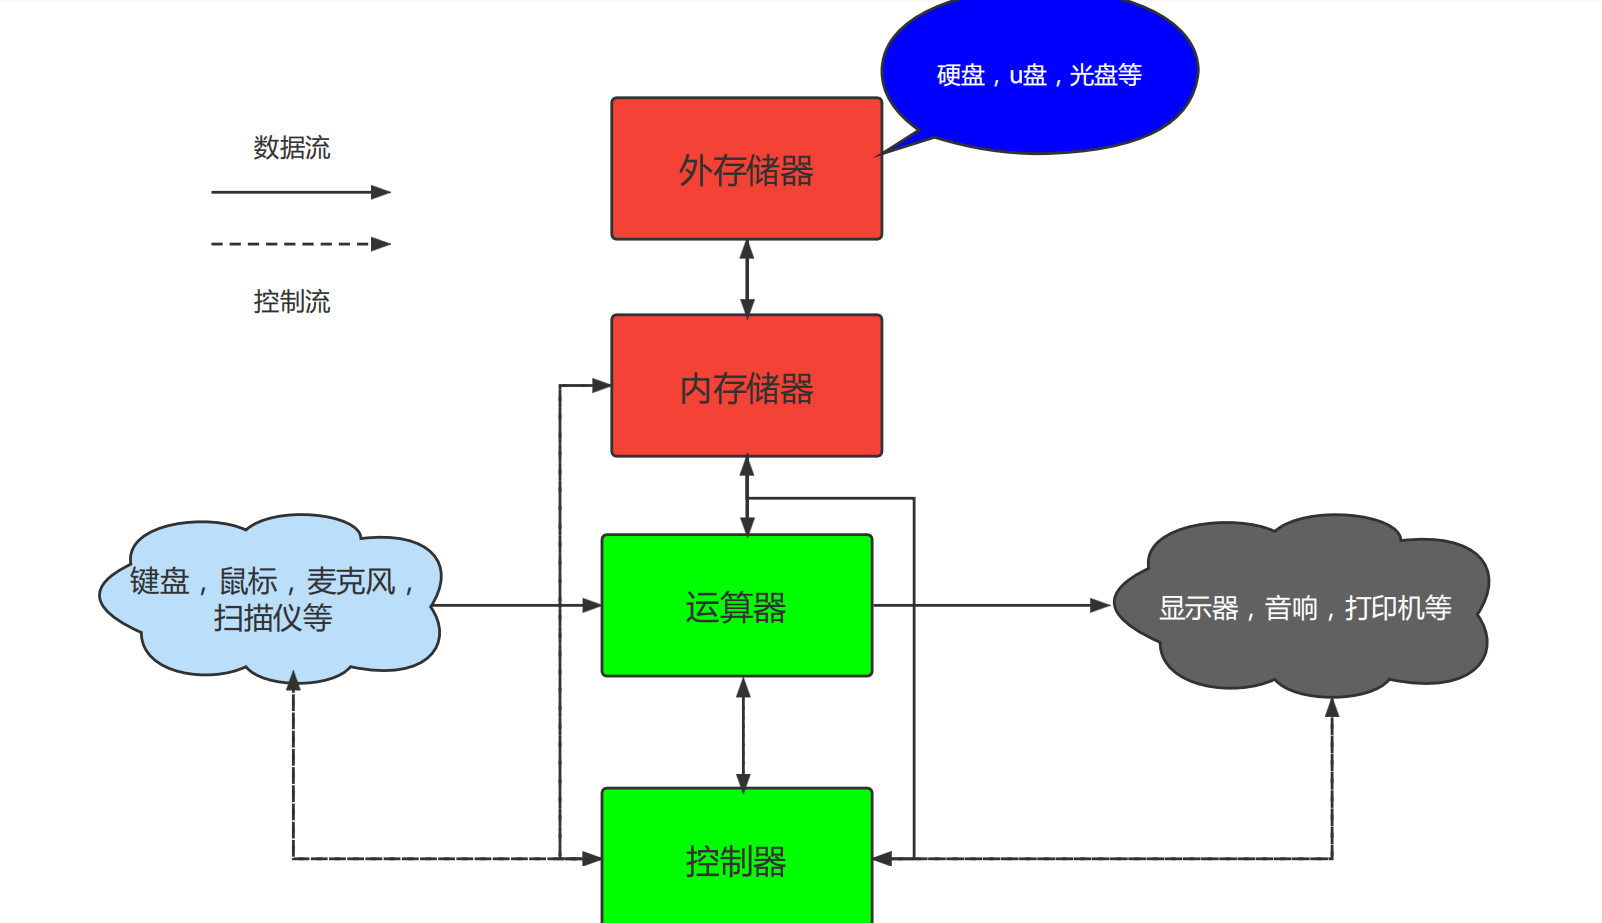 硬盘，u盘，光盘等
数据流
外存储器
控制流
内存储器
键盘，鼠标，麦克风，
扫描仪等
运算器
显示器，音响，打印机等
控制器